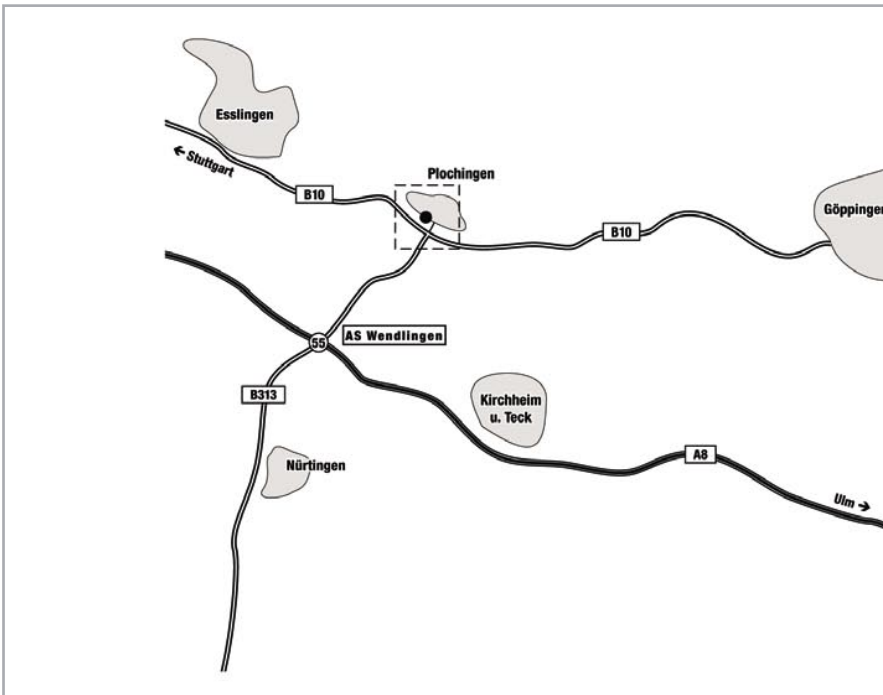 Esslingen
← Stuttgart
Plochingen
B10
Göppingen
B10
55
AS Wendlingen
B313
Kirchheim
u. Teck
A8
Nürtingen
Ulm →